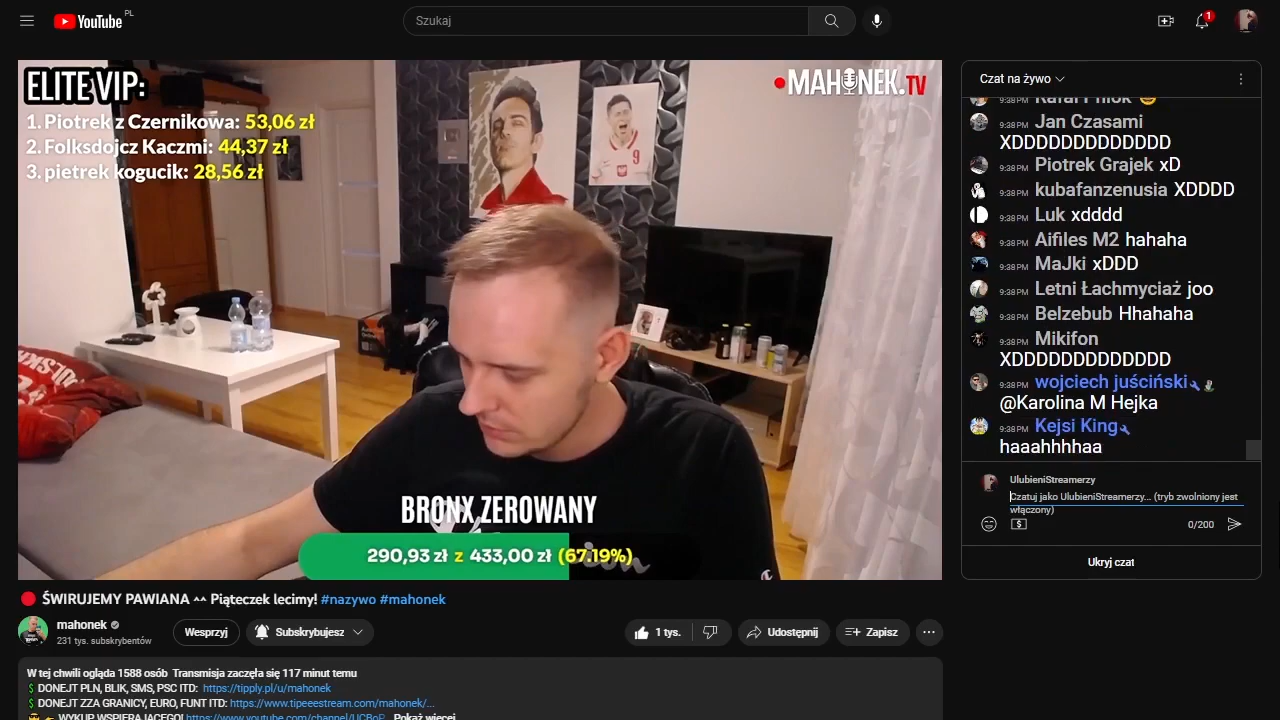 YouTube PL
Szukaj
1
ELITE VIP:
1. Piotrek z Czernikowa: 53,06 zł
2. Folksdojcz Kaczmi: 44,37 zł
3. pietrek kogucik: 28,56 zł
MAHONEK.TV
9
BRONX ZEROWANY
290,93 zł z 433,00 zł (67.19%)
ŚWIRUJEMY PAWIANA ^^ Piąteczek lecimy! #nazywo #mahonek
mahonek
231 tys. subskrybentów
Wesprzyj
Subskrybujesz
1 tys.
Udostępnij
Zapisz
W tej chwili ogląda 1588 osób Transmisja zaczęła się 117 minut temu
$ DONEJT PLN, BLIK, SMS, PSC ITD: https://tipply.pl/u/mahonek
$ DONEJT ZZA GRANICY, EURO, FUNT ITD: https://www.tipeeestream.com/mahonek/...
Pokaż więcej
Czat na żywo
9:38 PM Jan Czasami
XDDDDDDDDDDDDD
9:38 PM Piotrek Grajek xD
9:38 PM kubafanzenusia XDDDD
9:38 PM Luk xdddd
9:38 PM Aifiles M2 hahaha
9:38 PM MaJki xDDD
9:38 PM Letni Łachmyciaż joo
9:38 PM Belzebub Hhahaha
9:38 PM Mikifon
XDDDDDDDDDDDDD
9:38 PM wojciech juściński
@Karolina M Hejka
9:38 PM Kejsi King
haaahhhhaa
UlubieniStreamerzy
Czatuj jako UlubieniStreamerzy... (tryb zwolniony jest
włączony)
0/200
Ukryj czat